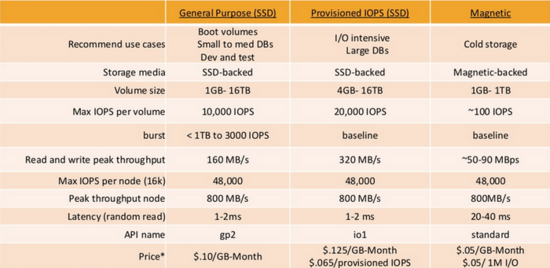 General Purpose (SSD) Provisioned IOPS (SSD) Magnetic
Recommend use cases
Boot volumes
Small to med DBs
Dev and test
I/O intensive
Large DBs
Cold storage
Storage media SSD-backed SSD-backed Magnetic-backed
Volume size 1GB- 16TB 4GB- 16TB 1GB- 1TB
Max IOPS per volume 10,000 IOPS 20,000 IOPS ~100 IOPS
burst < 1TB to 3000 IOPS baseline baseline
Read and write peak throughput 160 MB/s 320 MB/s ~50-90 MBps
Max IOPS per node (16k) 48,000 48,000 48,000
Peak throughput node 800 MB/s 800 MB/s 800MB/s
Latency (random read) 1-2ms 1-2 ms 20-40 ms
API name gp2 io1 standard
Price* $.10/GB-Month
$.125/GB-Month
$.065/provisioned IOPS
$.05/GB-Month
$.05/ 1M I/O